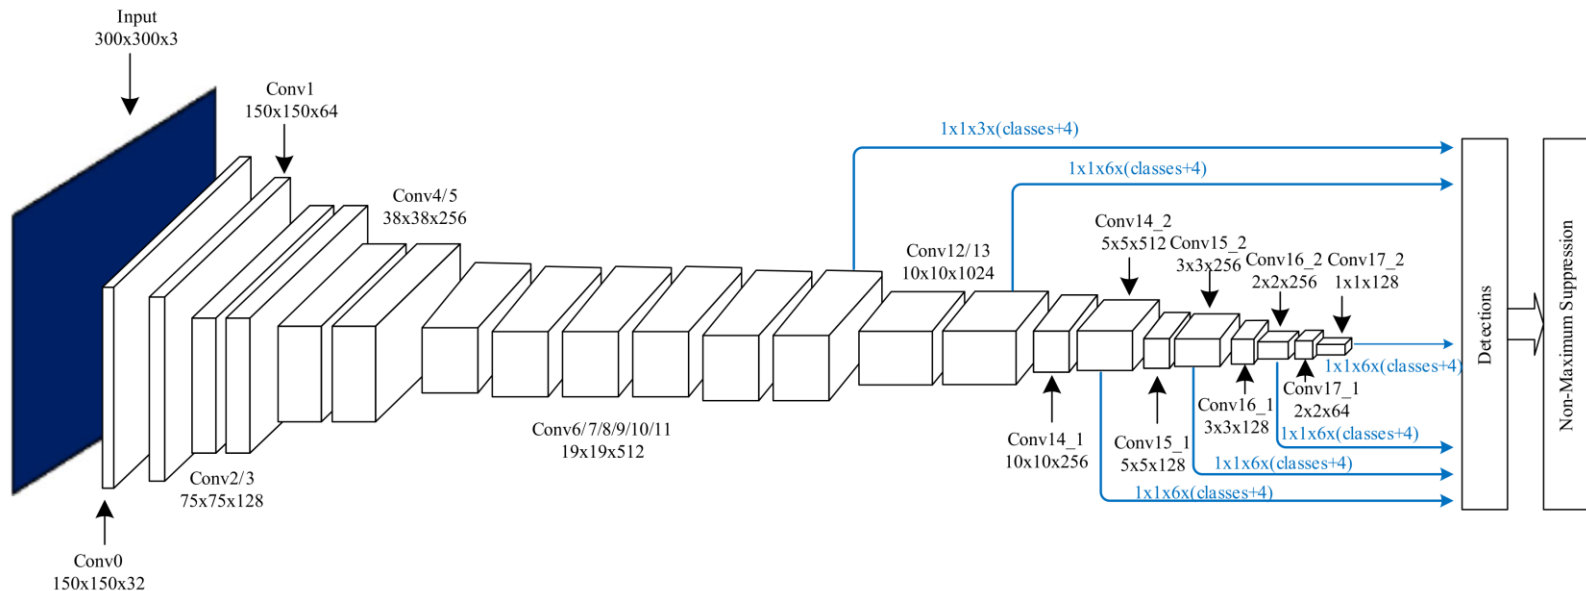 Input
300x300x3
Conv1
150x150x64
Conv0
150x150x32
Conv2/3
75x75x128
Conv4/5
38x38x256
Conv6/7/8/9/10/11
19x19x512
Conv12/13
10x10x1024
1x1x3x(classes+4)
1x1x6x(classes+4)
Conv14_2
5x5x512
Conv15_2
3x3x256
Conv16_2
2x2x256
Conv17_2
1x1x128
1x1x6x(classes+4)
Conv14_1
10x10x256
Conv15_1
5x5x128
Conv16_1
3x3x128
Conv17_1
2x2x64
1x1x6x(classes+4)
1x1x6x(classes+4)
1x1x6x(classes+4)
Detections
Non-Maximum Suppression